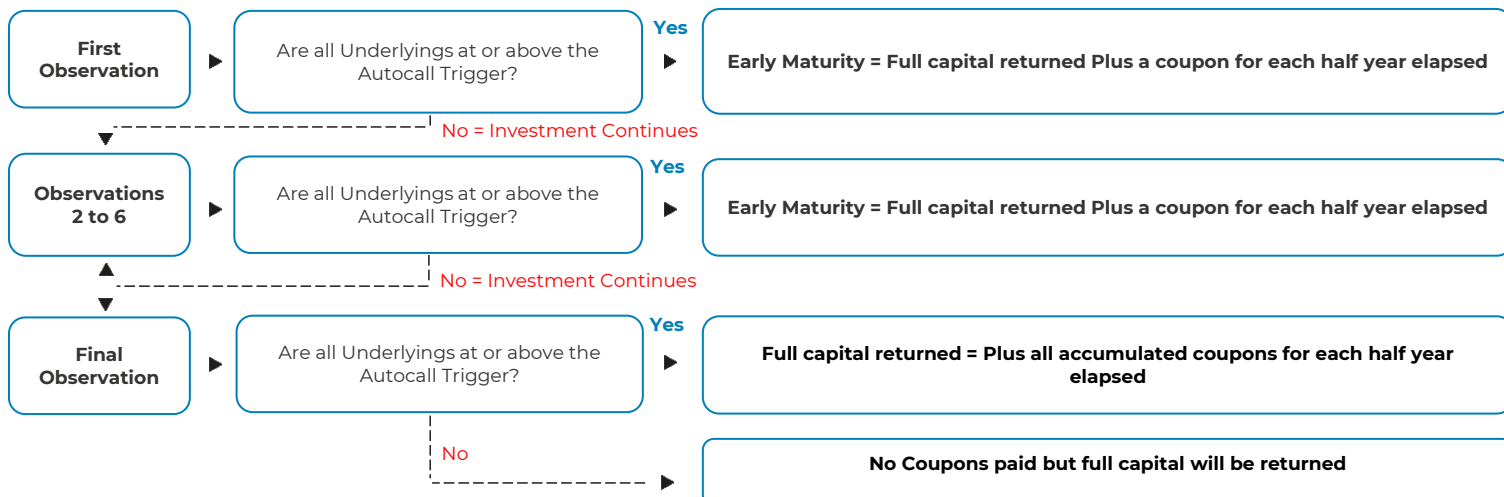 First
Observation
Are all Underlyings at or above the
Autocall Trigger?
Yes
Early Maturity = Full capital returned Plus a coupon for each half year elapsed
No = Investment Continues
Observations
2 to 6
Are all Underlyings at or above the
Autocall Trigger?
Yes
Early Maturity = Full capital returned Plus a coupon for each half year elapsed
No = Investment Continues
Final
Observation
Are all Underlyings at or above the
Autocall Trigger?
Yes
Full capital returned = Plus all accumulated coupons for each half year
elapsed
No
No Coupons paid but full capital will be returned